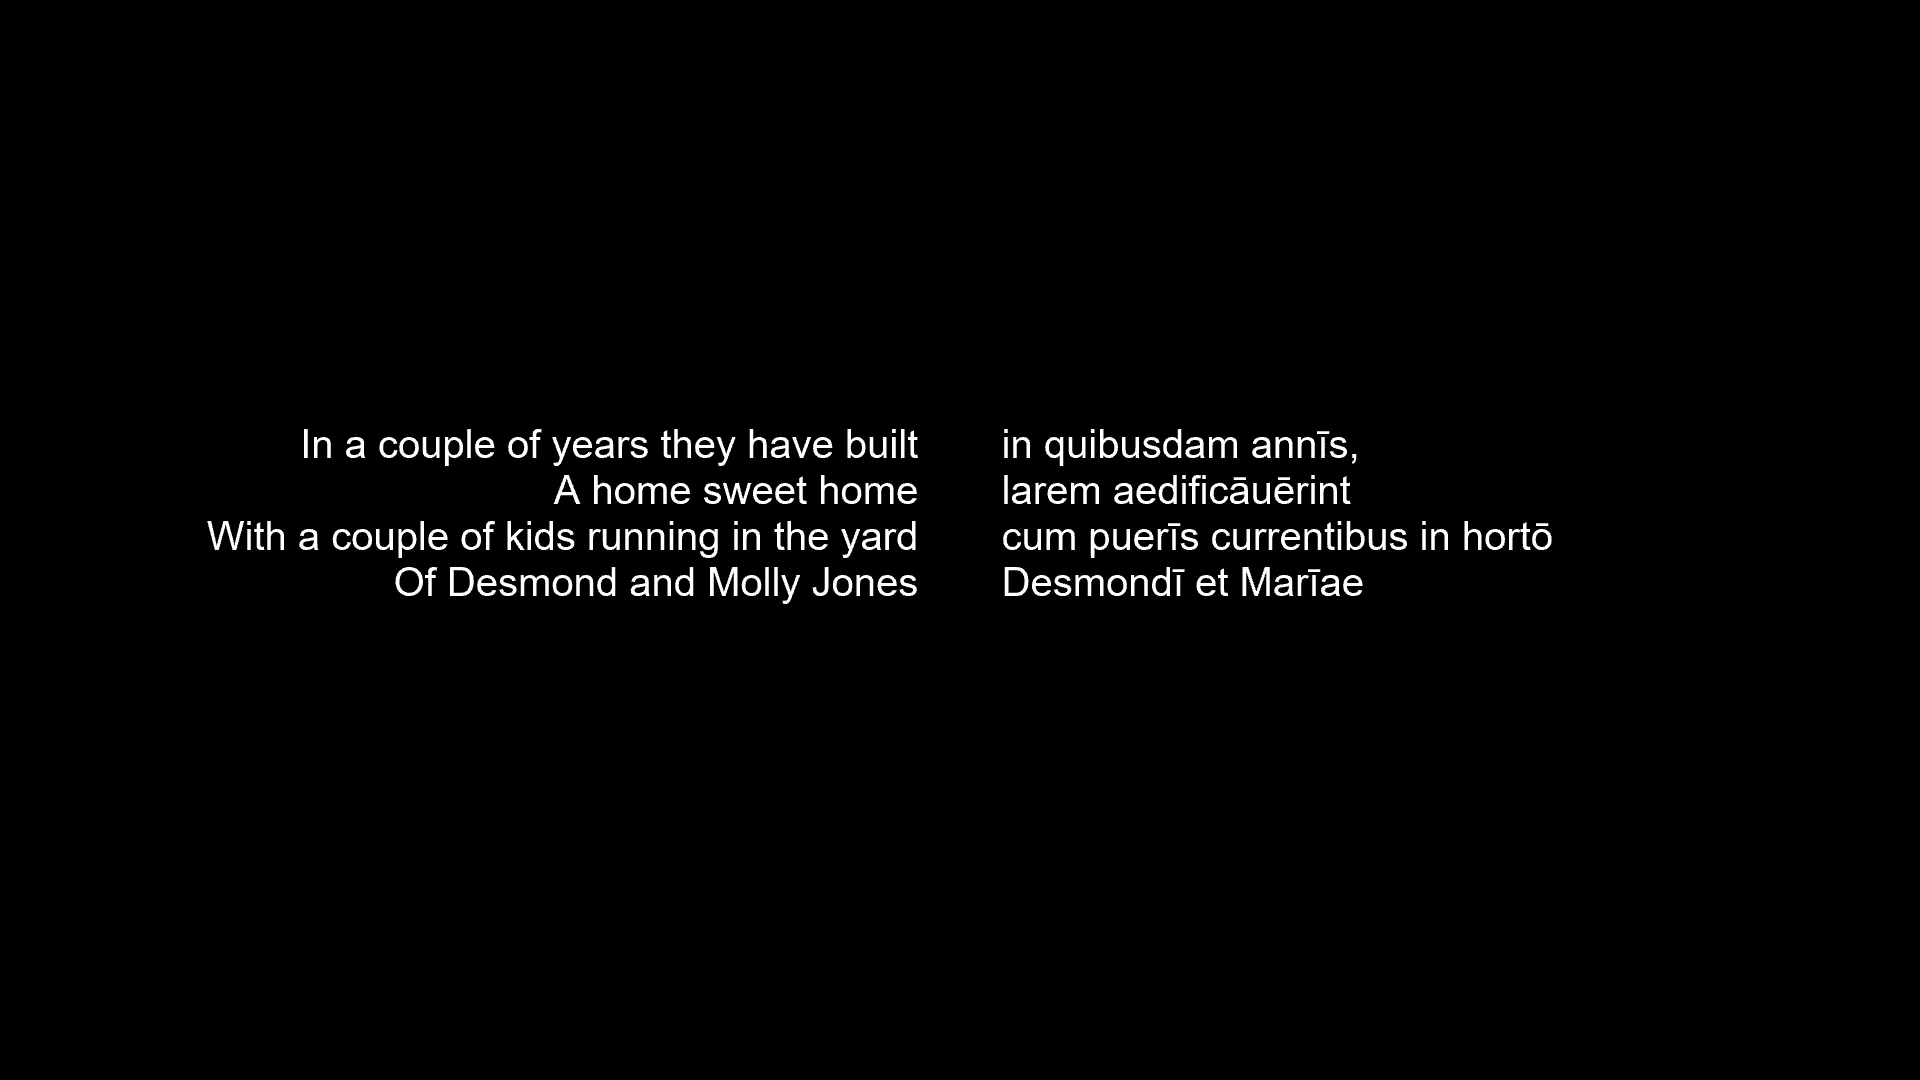 In a couple of years they have built
A home sweet home
With a couple of kids running in the yard
Of Desmond and Molly Jones
in quibusdam annīs,
larem aedificāuērint
cum puerīs currentibus in hortō
Desmondī et Marīae